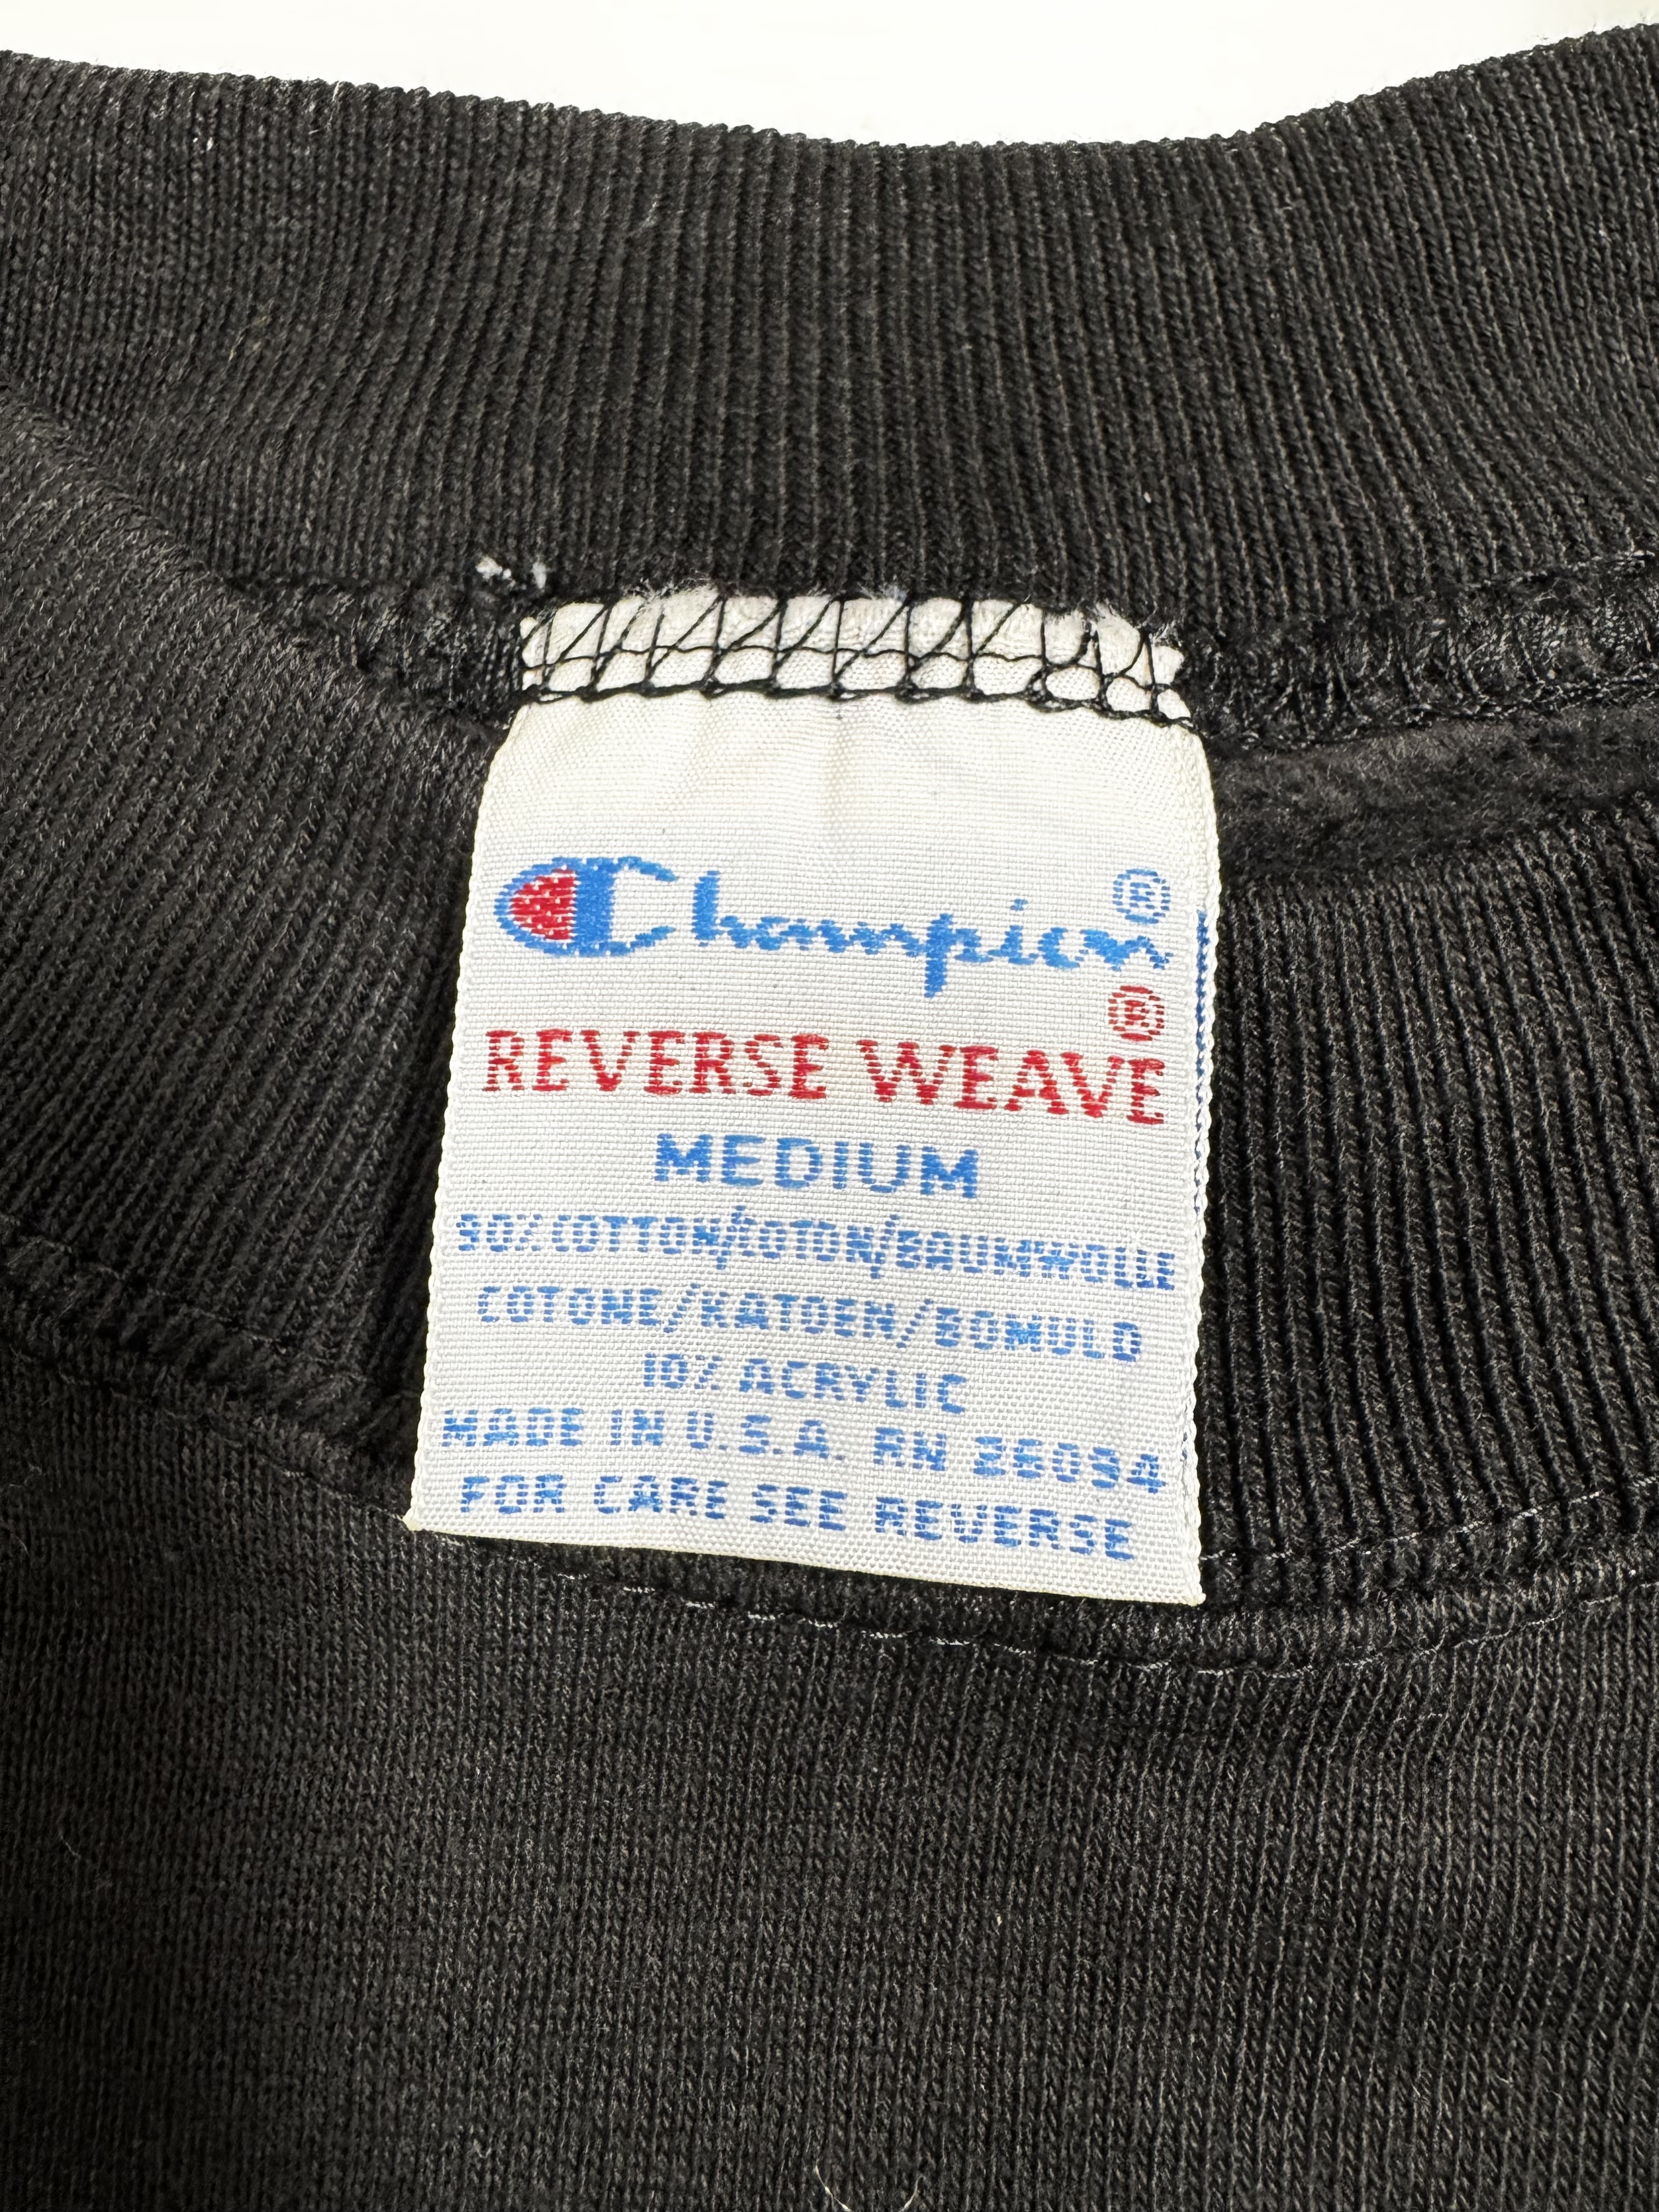 Champion®
REVERSE WEAVE®
MEDIUM
90% COTTON/COTON/BAUMWOLLE
COTONE/KATOEN/BOMULD
10% ACRYLIC
MADE IN U.S.A. RN 26094
FOR CARE SEE REVERSE